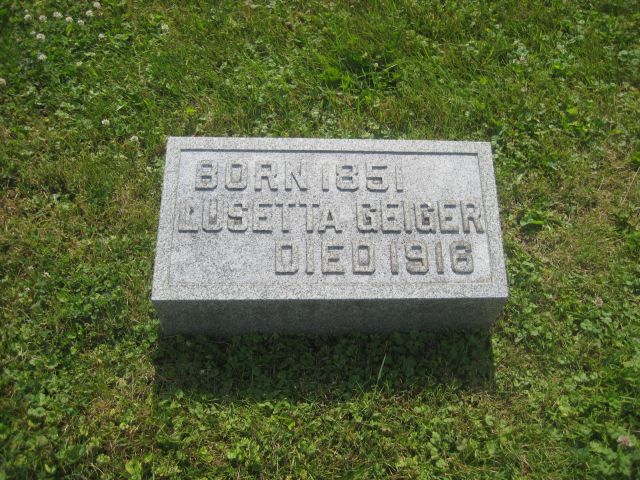 BORN 1851
LUSETTA GEIGER
DIED 1916